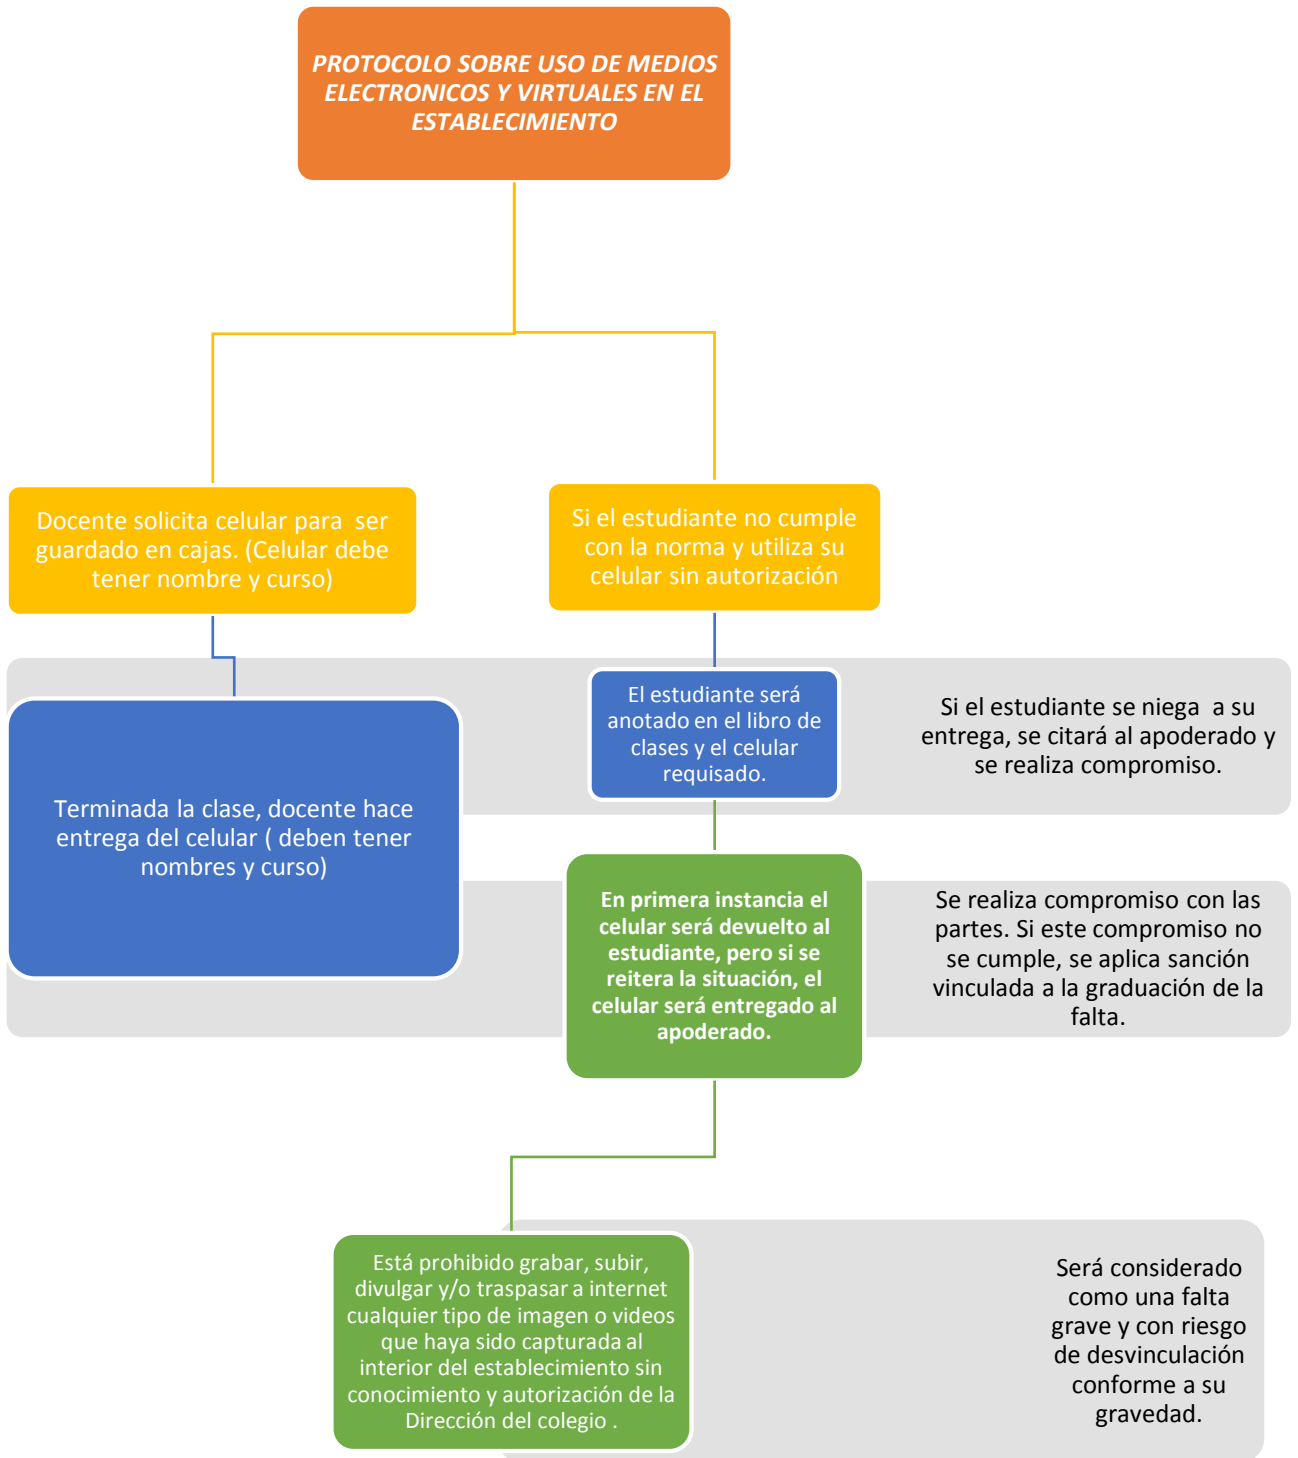 PROTOCOLO SOBRE USO DE MEDIOS
ELECTRONICOS Y VIRTUALES EN EL
ESTABLECIMIENTO
Docente solicita celular para ser
guardado en cajas. (Celular debe
tener nombre y curso)
Si el estudiante no cumple
con la norma y utiliza su
celular sin autorización
Terminada la clase, docente hace
entrega del celular ( deben tener
nombres y curso)
El estudiante será
anotado en el libro de
clases y el celular
requisado.
Si el estudiante se niega a su
entrega, se citará al apoderado y
se realiza compromiso.
En primera instancia el
celular será devuelto al
estudiante, pero si se
reitera la situación, el
celular será entregado al
apoderado.
Se realiza compromiso con las
partes. Si este compromiso no
se cumple, se aplica sanción
vinculada a la graduación de la
falta.
Está prohibido grabar, subir,
divulgar y/o traspasar a internet
cualquier tipo de imagen o videos
que haya sido capturada al
interior del establecimiento sin
conocimiento y autorización de la
Dirección del colegio .
Será considerado
como una falta
grave y con riesgo
de desvinculación
conforme a su
gravedad.